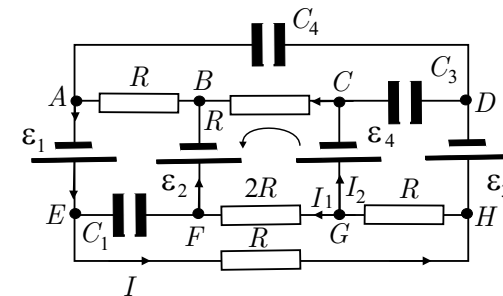 C₄
A R B C C₃ D
R
ε₁ ε₂ ε₄
E C₁ F 2R I₁ G I₂ R H
R
I